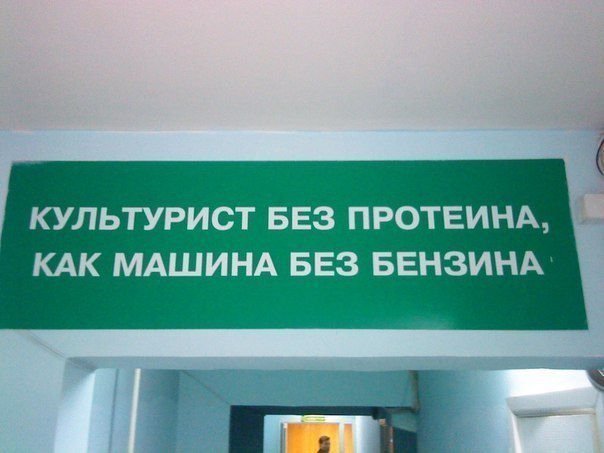 КУЛЬТУРИСТ БЕЗ ПРОТЕИНА,
КАК МАШИНА БЕЗ БЕНЗИНА